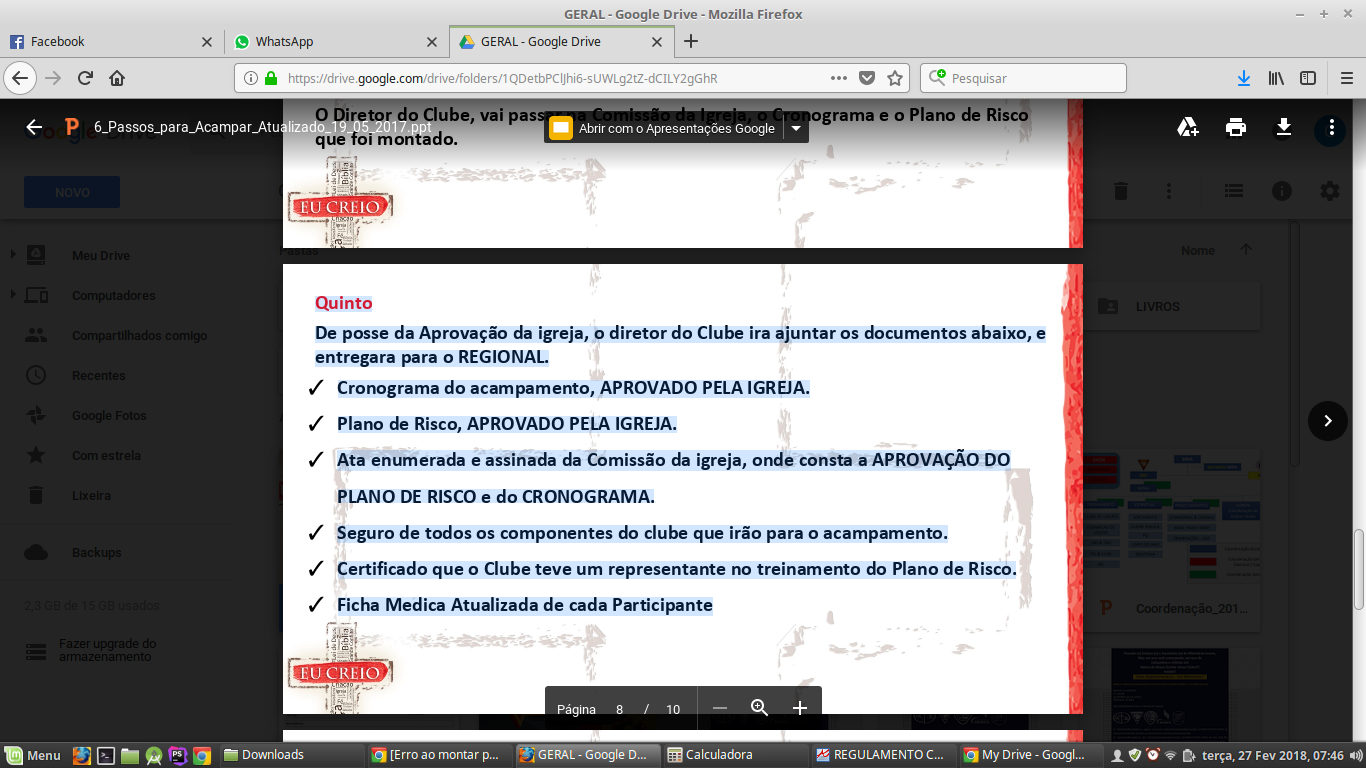 GERAL - Google Drive - Mozilla Firefox
Facebook
WhatsApp
GERAL - Google Drive
https://drive.google.com/drive/folders/1QDetbPClJhi6-sUWLg2tZ-dCILY2gGhR
Pesquisar
O Diretor do Clube, vai passar na Comissão da Igreja, o Cronograma e o Plano de Risco
que foi montado.
6_Passos_para_Acampar_Atualizado_19_05_2017.ppt
Abrir com o Apresentações Google
NOVO
EU CREIO
Meu Drive
Computadores
Compartilhados comigo
Recentes
Google Fotos
Com estrela
Lixeira
Backups
2,3 GB de 15 GB usados
Fazer upgrade do
armazenamento
Nome
LIVROS
Coordenação_201...
Quinto
De posse da Aprovação da igreja, o diretor do Clube ira ajuntar os documentos abaixo, e
entregara para o REGIONAL.
✓ Cronograma do acampamento, APROVADO PELA IGREJA.
✓ Plano de Risco, APROVADO PELA IGREJA.
✓ Ata enumerada e assinada da Comissão da igreja, onde consta a APROVAÇÃO DO
PLANO DE RISCO e do CRONOGRAMA.
✓ Seguro de todos os componentes do clube que irão para o acampamento.
✓ Certificado que o Clube teve um representante no treinamento do Plano de Risco.
✓ Ficha Medica Atualizada de cada Participante
Bíblia
EU CREIO
Página 8 / 10
Menu
Downloads
[Erro ao montar p...
GERAL - Google D...
Calculadora
REGULAMENTO C...
My Drive - Googl...
terça, 27 Fev 2018, 07:46